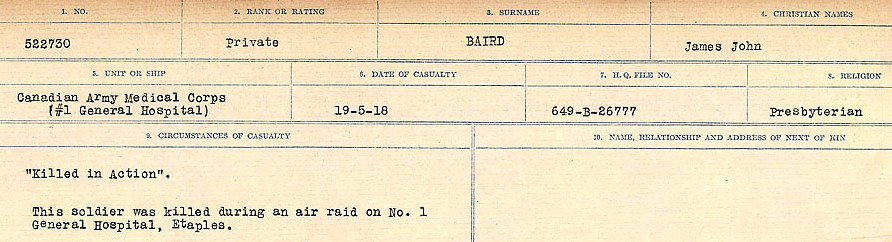 1. NO. 2. RANK OR RATING 3. SURNAME 4. CHRISTIAN NAMES
522730 Private BAIRD James John
5. UNIT OR SHIP 6. DATE OF CASUALTY 7. H. Q. FILE NO. 8. RELIGION
Canadian Army Medical Corps
(#1 General Hospital) 19-5-18 649-B-26777 Presbyterian
9. CIRCUMSTANCES OF CASUALTY 10. NAME, RELATIONSHIP AND ADDRESS OF NEXT OF KIN
"Killed in Action".
This soldier was killed during an air raid on No. 1
General Hospital, Etaples.